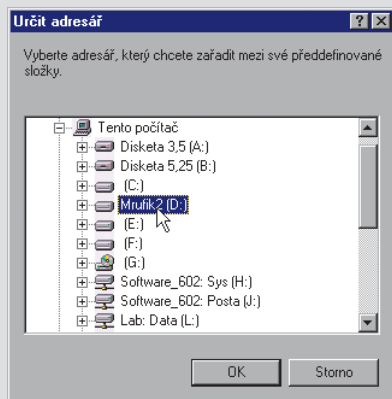 Určit adresář
Vyberte adresář, který chcete zařadit mezi své předdefinované
složky.
Tento počítač
Disketa 3,5 (A:)
Disketa 5,25 (B:)
(C:)
Mrufik2 (D:)
(E:)
(F:)
(G:)
Software_602: Sys (H:)
Software_602: Posta (J:)
Lab: Data (L:)
OK Storno